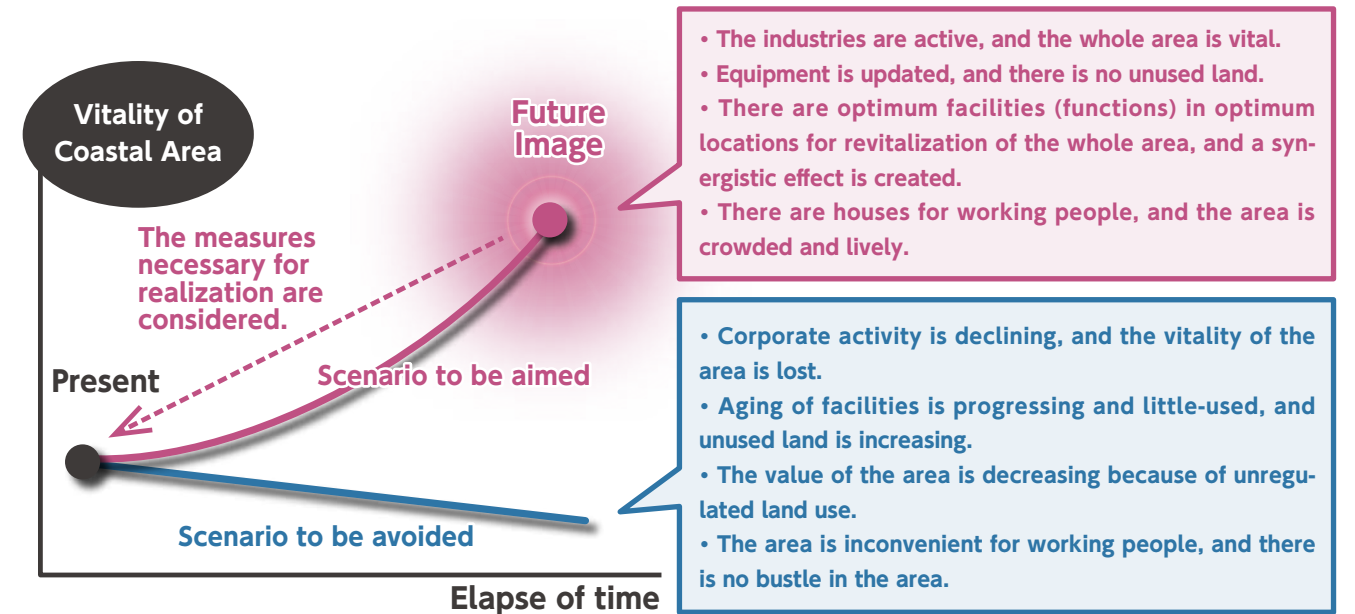 Vitality of
Coastal Area
Future
Image
The measures
necessary for
realization are
considered.
Present
Scenario to be aimed
Scenario to be avoided
Elapse of time
• The industries are active, and the whole area is vital.
• Equipment is updated, and there is no unused land.
• There are optimum facilities (functions) in optimum
locations for revitalization of the whole area, and a syn-
ergistic effect is created.
• There are houses for working people, and the area is
crowded and lively.
• Corporate activity is declining, and the vitality of the
area is lost.
• Aging of facilities is progressing and little-used, and
unused land is increasing.
• The value of the area is decreasing because of unregu-
lated land use.
• The area is inconvenient for working people, and there
is no bustle in the area.